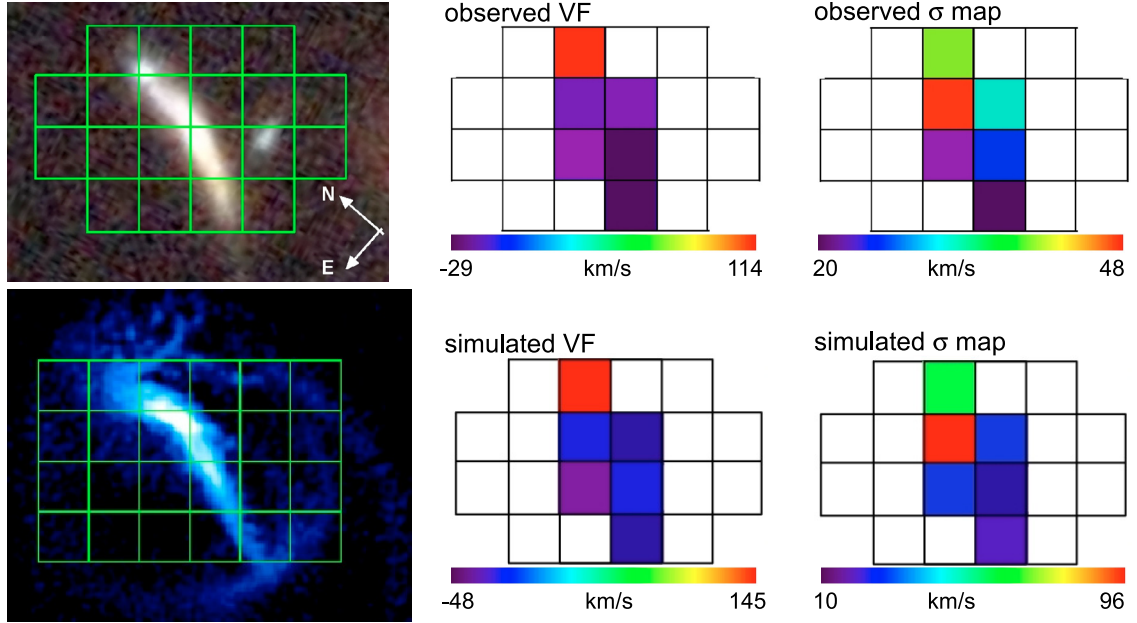 observed VF
observed σ map
N
E
-29 km/s 114
20 km/s 48
simulated VF
simulated σ map
-48 km/s 145
10 km/s 96